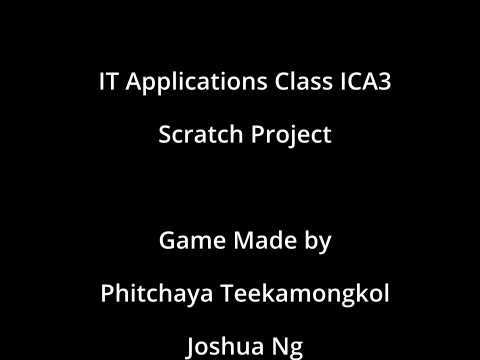 IT Applications Class ICA3
Scratch Project
Game Made by
Phitchaya Teekamongkol
Joshua Ng